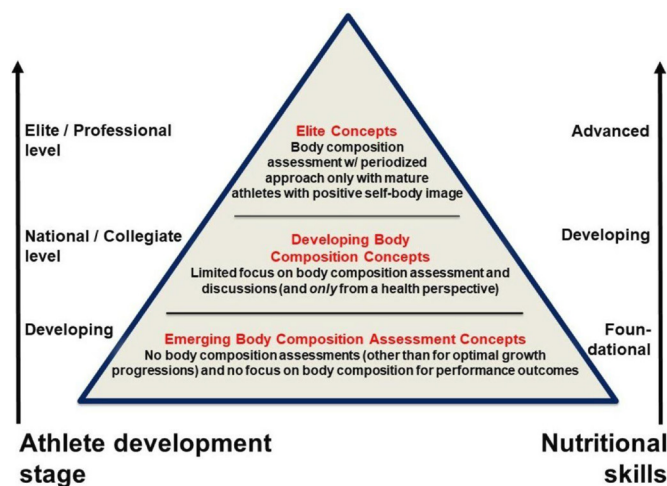 Elite / Professional
level
National / Collegiate
level
Developing
Athlete development
stage
Elite Concepts
Body composition
assessment w/ periodized
approach only with mature
athletes with positive self-body image
Developing Body
Composition Concepts
Limited focus on body composition assessment and
discussions (and only from a health perspective)
Emerging Body Composition Assessment Concepts
No body composition assessments (other than for optimal growth
progressions) and no focus on body composition for performance outcomes
Advanced
Developing
Foun-
dational
Nutritional
skills